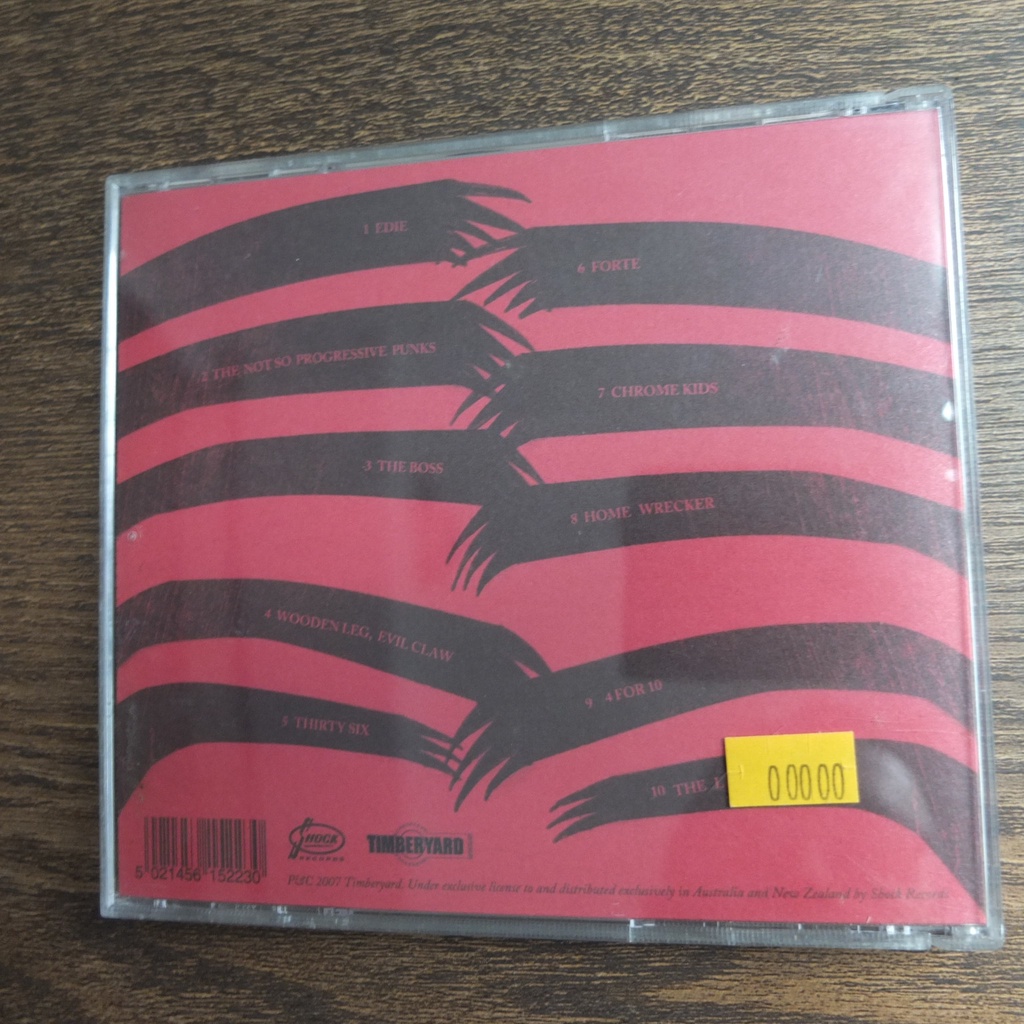 1 EDIE
2 THE NOT SO PROGRESSIVE PUNKS
3 THE BOSS
4 WOODEN LEG, EVIL CLAW
5 THIRTY SIX
6 FORTE
7 CHROME KIDS
8 HOME WRECKER
9 4 FOR 10
10 THE
00000
5 021456 152230
SHOCK
RECORDS
TIMBERYARD
P&C 2007 Timberyard. Under exclusive license to and distributed exclusively in Australia and New Zealand by Shock Records